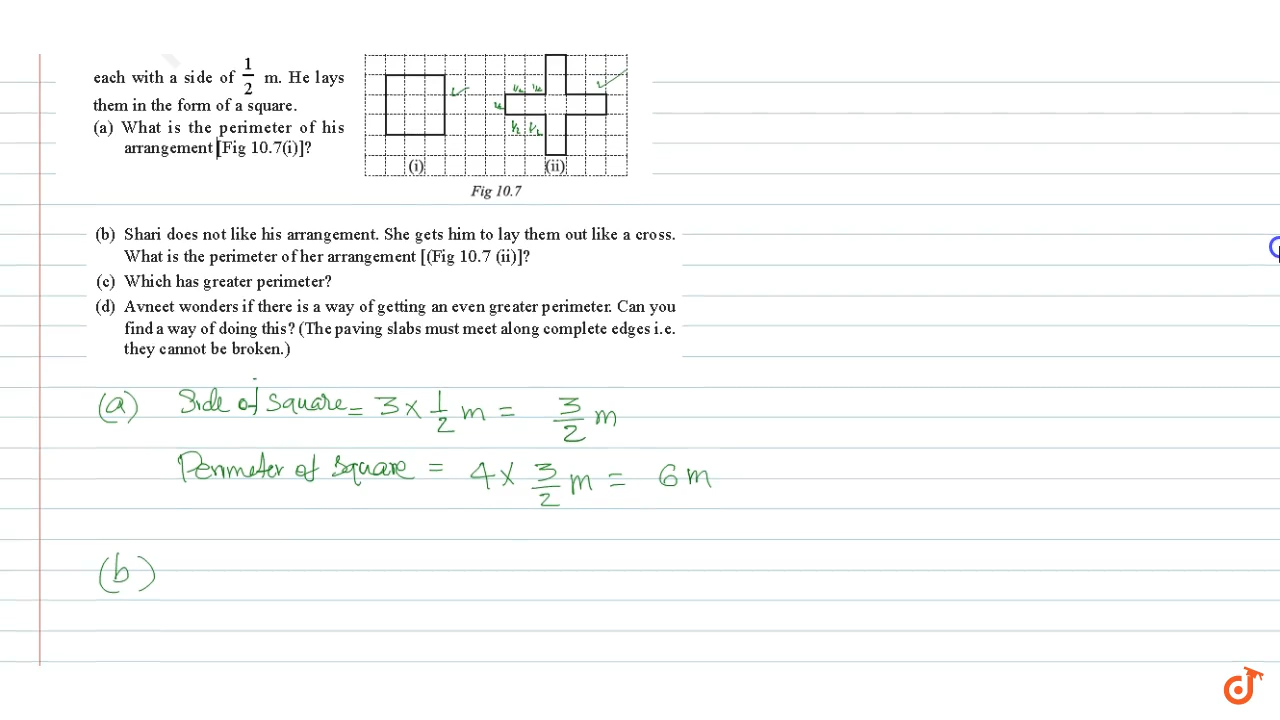 each with a side of 1/2 m. He lays
them in the form of a square.
(a) What is the perimeter of his
arrangement [Fig 10.7(i)]?
(i) (ii)
Fig 10.7
(b) Shari does not like his arrangement. She gets him to lay them out like a cross.
What is the perimeter of her arrangement [(Fig 10.7 (ii)]?
(c) Which has greater perimeter?
(d) Avneet wonders if there is a way of getting an even greater perimeter. Can you
find a way of doing this? (The paving slabs must meet along complete edges i.e.
they cannot be broken.)
(a) Side of square = 3 × 1/2 m = 3/2 m
Perimeter of square = 4 × 3/2 m = 6 m
(b)